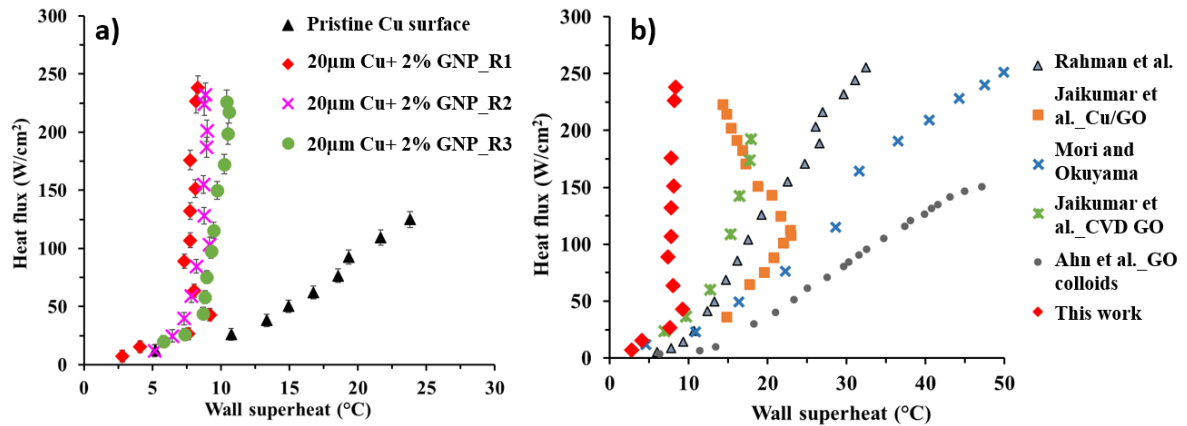 a)
Heat flux (W/cm²)
300
250
200
150
100
50
0
0 5 10 15 20 25 30
Wall superheat (°C)
Pristine Cu surface
20μm Cu+ 2% GNP_R1
20μm Cu+ 2% GNP_R2
20μm Cu+ 2% GNP_R3
b)
Heat flux (W/cm²)
300
250
200
150
100
50
0
0 10 20 30 40 50
Wall superheat (°C)
Rahman et al.
Jaikumar et
al._Cu/GO
Mori and
Okuyama
Jaikumar et
al._CVD GO
Ahn et al._GO
colloids
This work